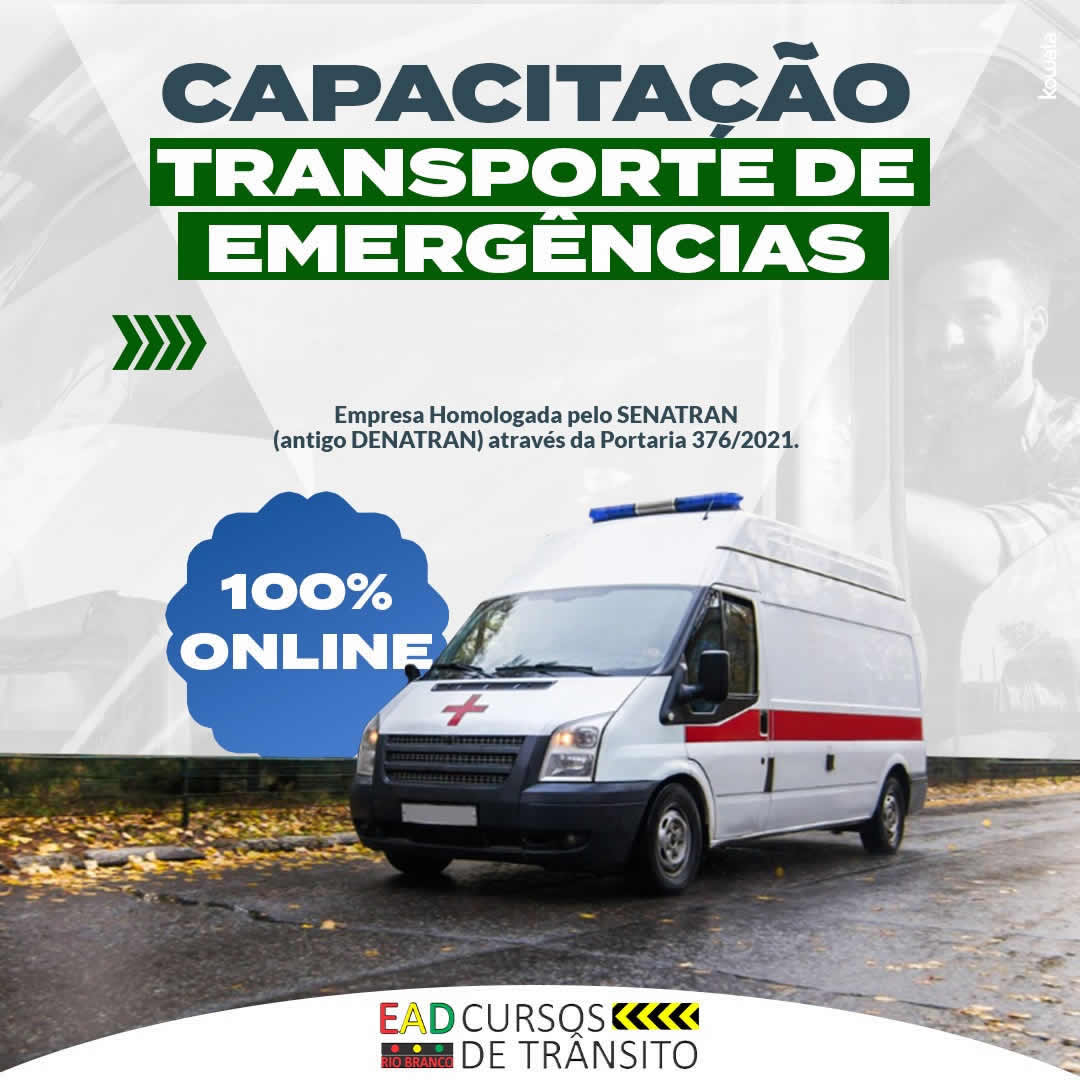 kouata
CAPACITAÇÃO
TRANSPORTE DE
EMERGÊNCIAS
Empresa Homologada pelo SENATRAN
(antigo DENATRAN) através da Portaria 376/2021.
100%
ONLINE
EAD CURSOS
RIO BRANCO DE TRÂNSITO